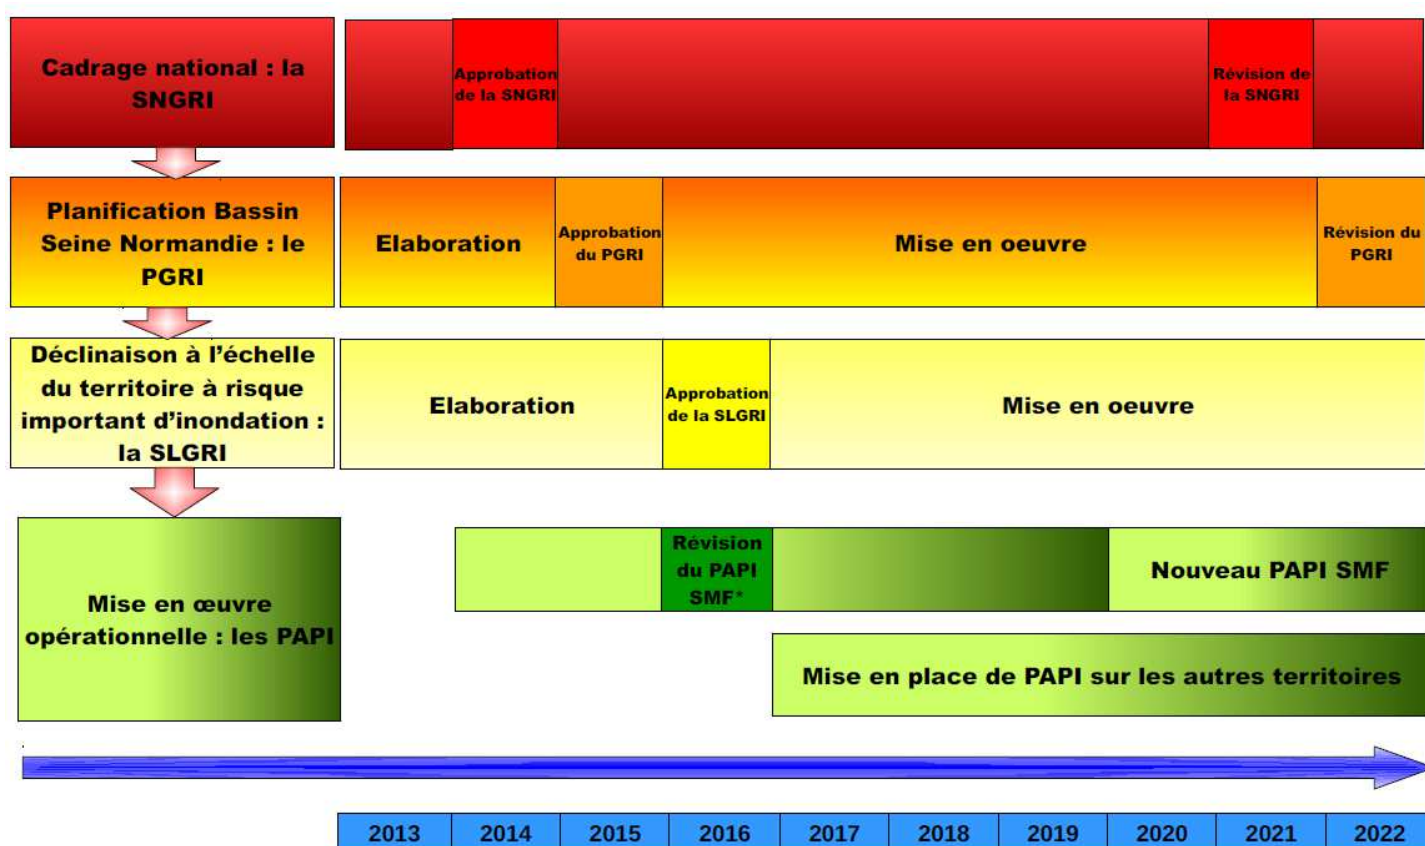 Cadrage national : la
SNGRI
Approbation
de la SNGRI
Révision de
la SNGRI
Planification Bassin
Seine Normandie : le
PGRI
Elaboration
Approbation
du PGRI
Mise en oeuvre
Révision du
PGRI
Déclinaison à l’échelle
du territoire à risque
important d’inondation :
la SLGRI
Elaboration
Approbation
de la SLGRI
Mise en oeuvre
Mise en œuvre
opérationnelle : les PAPI
Révision
du PAPI
SMF*
Nouveau PAPI SMF
Mise en place de PAPI sur les autres territoires
2013 2014 2015 2016 2017 2018 2019 2020 2021 2022